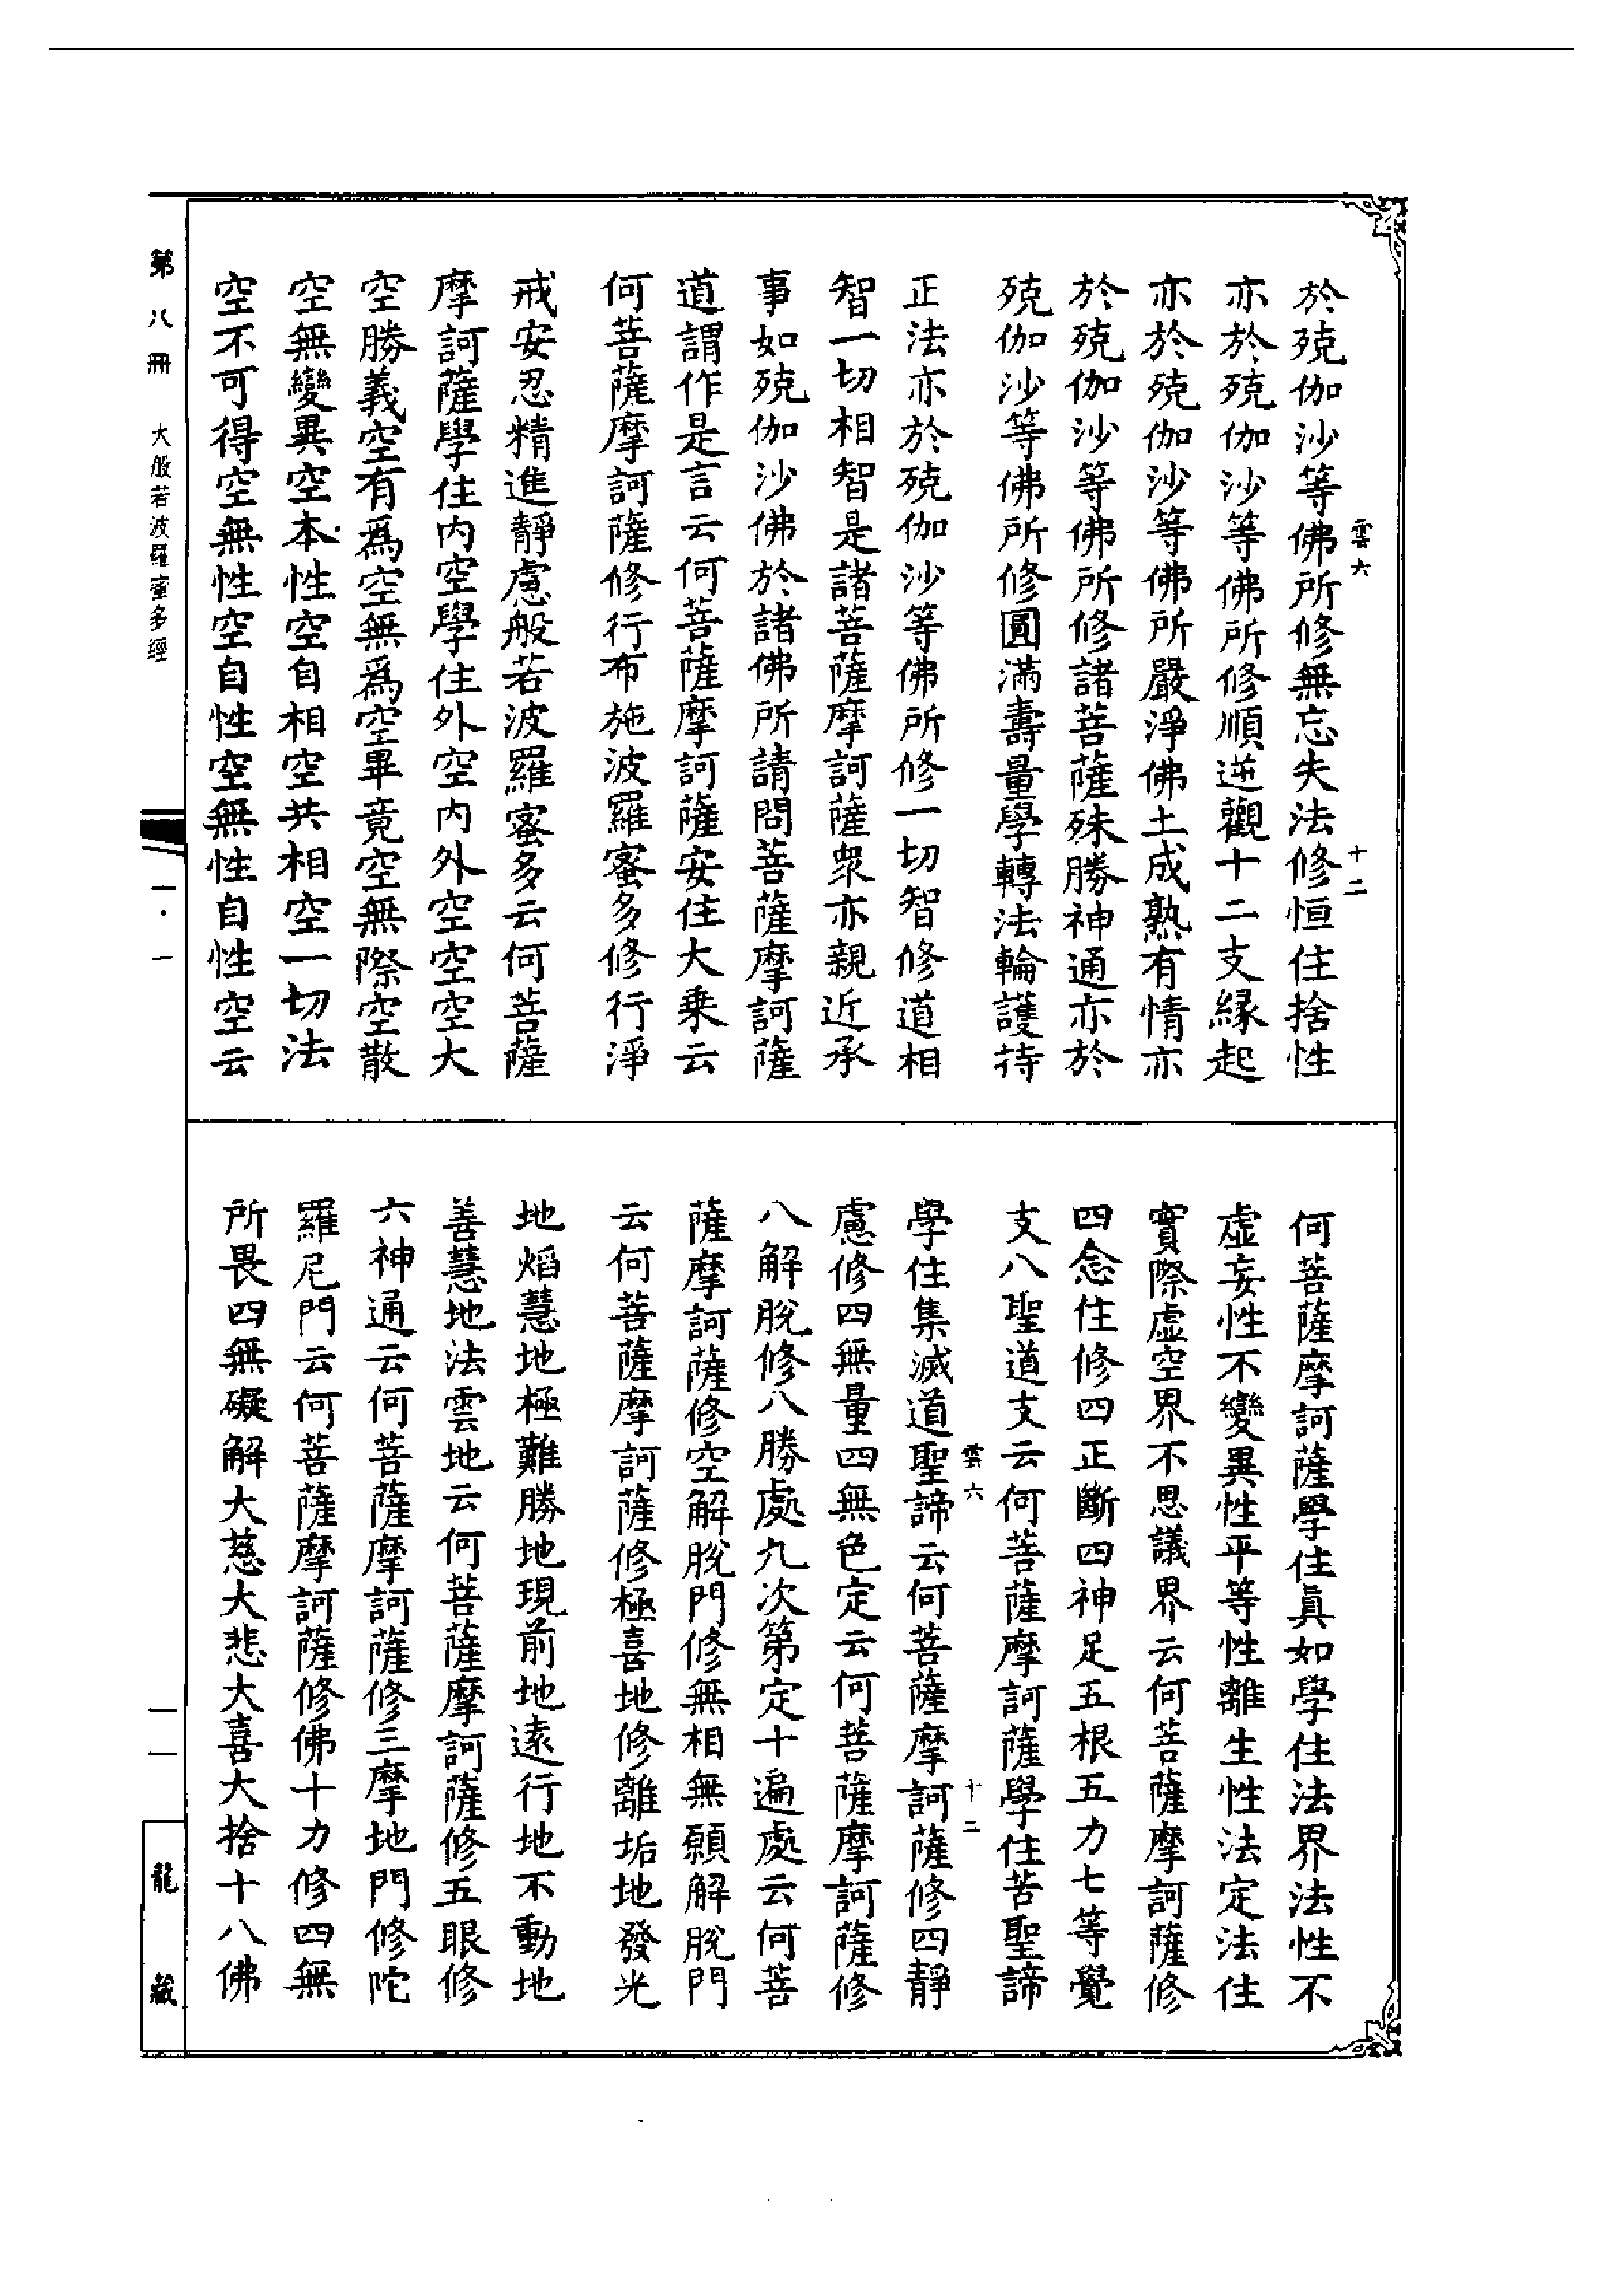 於殑伽沙等佛所修無忘失法修恒住捨性
亦於殑伽沙等佛所修順逆觀十二支緣起
亦於殑伽沙等佛所嚴淨佛土成熟有情亦
於殑伽沙等佛所修諸菩薩殊勝神通亦於
殑伽沙等佛所修圓滿壽量學轉法輪護持
正法亦於殑伽沙等佛所修一切智修道相
智一切相智是諸菩薩摩訶薩衆亦親近承
事如殑伽沙佛於諸佛所請問菩薩摩訶薩
道謂作是言云何菩薩摩訶薩安住大乗云
何菩薩摩訶薩修行布施波羅蜜多修行淨
戒安忍精進靜慮般若波羅蜜多云何菩薩
摩訶薩學住内空學住外空内外空空空大
空勝義空有爲空無爲空畢竟空無際空散
空無變異空本性空自相空共相空一切法
空不可得空無性空自性空無性自性空云
雲六
十二
何菩薩摩訶薩學住眞如學住法界法性不
虛妄性不變異性平等性離生性法定法住
實際虛空界不思議界云何菩薩摩訶薩修
四念住修四正斷四神足五根五力七等覺
支八聖道支云何菩薩摩訶薩學住苦聖諦
學住集滅道聖諦云何菩薩摩訶薩修四靜
慮修四無量四無色定云何菩薩摩訶薩修
八解脫修八勝處九次第定十遍處云何菩
薩摩訶薩修空解脫門修無相無願解脫門
云何菩薩摩訶薩修極喜地修離垢地發光
地焰慧地極難勝地現前地遠行地不動地
善慧地法雲地云何菩薩摩訶薩修五眼修
六神通云何菩薩摩訶薩修三摩地門修陀
羅尼門云何菩薩摩訶薩修佛十力修四無
所畏四無礙解大慈大悲大喜大捨十八佛
雲六
十二
第八冊
大般若波羅蜜多經
一·一
一一
龍藏